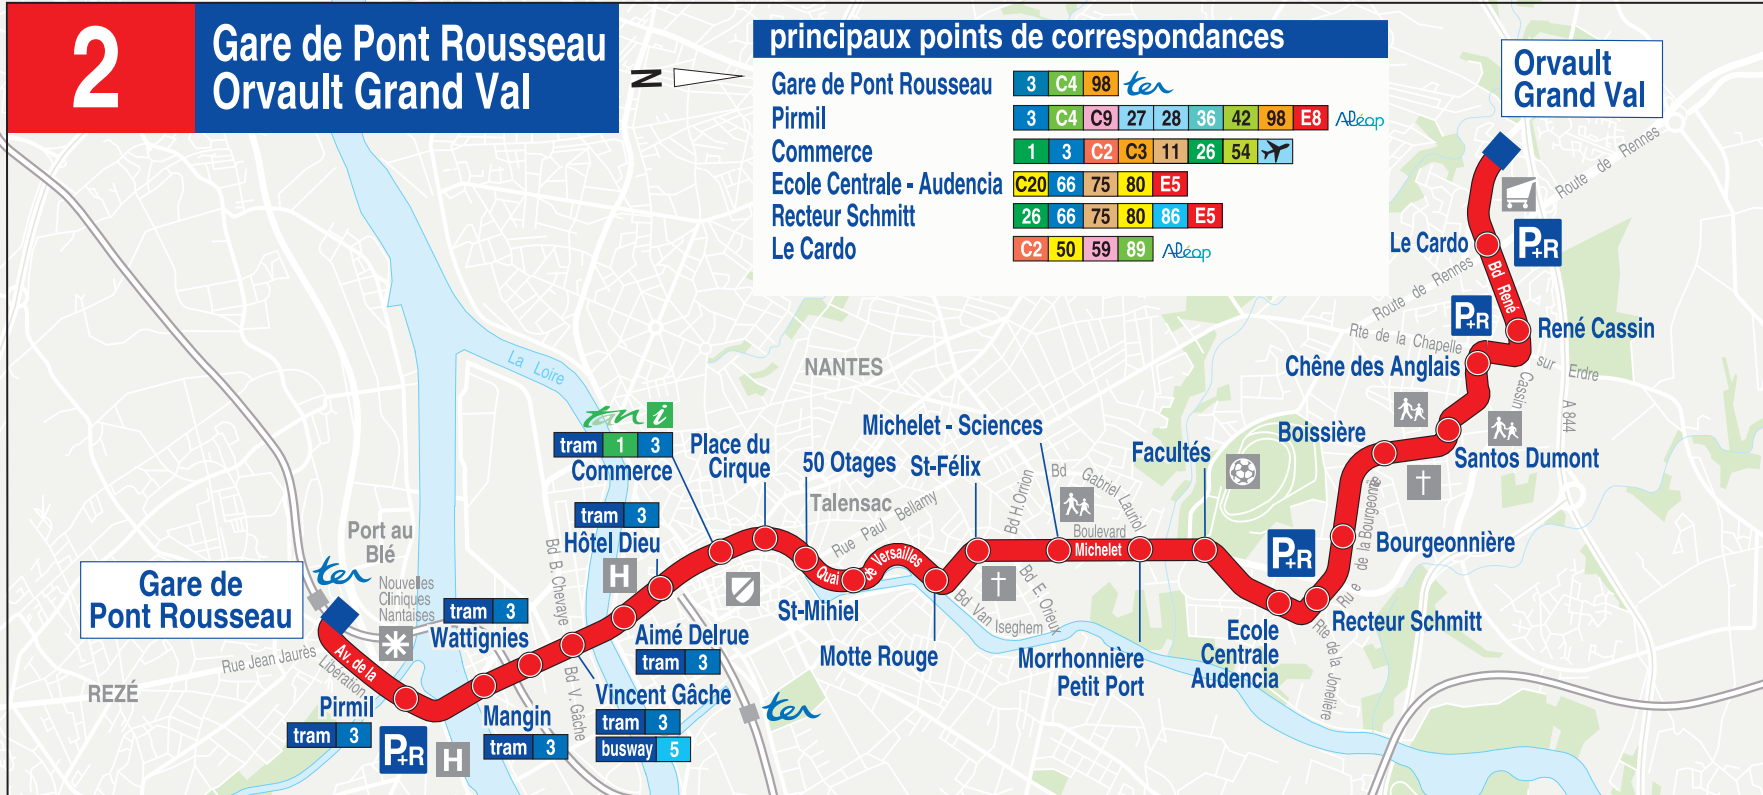 2
Gare de Pont Rousseau
Orvault Grand Val
N
principaux points de correspondances
Gare de Pont Rousseau 3 C4 98 ter
Pirmil 3 C4 C9 27 28 36 42 98 E8 Aléop
Commerce 1 3 C2 C3 11 26 54
Ecole Centrale - Audencia C20 66 75 80 E5
Recteur Schmitt 26 66 75 80 86 E5
Le Cardo C2 50 59 89 Aléop
Orvault
Grand Val
Route de Rennes
Le Cardo
P+R
Route de Rennes
Bd René
P+R
René Cassin
Rte de la Chapelle
sur Erdre
Cassin
A 844
Chêne des Anglais
Boissière
Santos Dumont
La Loire
NANTES
tan i
tram 1 3
Commerce
Place du
Cirque
50 Otages
Talensac
Rue Paul Bellamy
St-Félix
Michelet - Sciences
Bd H.Orrion
Bd Gabriel Lauriol
Boulevard
Michelet
Facultés
tram 3
Hôtel Dieu
H
Port au
Blé
Bd B. Chevaye
Quai de Versailles
P+R
Bourgeonnière
Rue de la Bourgeonnière
Gare de
Pont Rousseau
ter
Nouvelles
Cliniques
Nantaises
tram 3
Wattignies
Aimé Delrue
tram 3
St-Mihiel
Motte Rouge
Bd Van Iseghem
Bd E. Orieux
Morrhonnière
Petit Port
Ecole
Centrale
Audencia
Recteur Schmitt
Rte de la Jonelière
Rue Jean Jaurès
Av. de la
Libération
REZÉ
Pirmil
tram 3
P+R
H
Mangin
tram 3
Bd V. Gâche
Vincent Gâche
tram 3
busway 5
ter